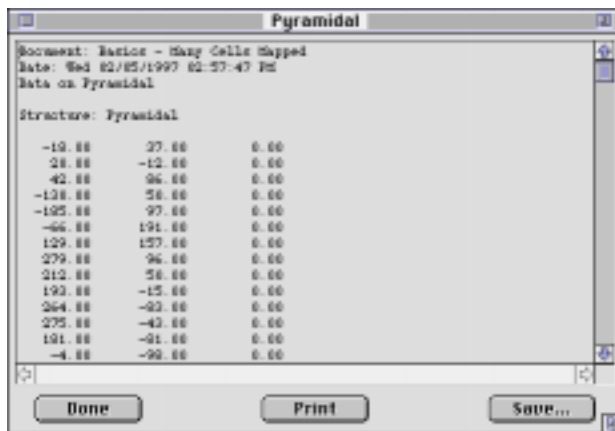 Pyramidal
Document: Basics - Many Cells Mapped
Date: Wed 02/05/1997 02:57:47 PM
Data on Pyramidal
Structure: Pyramidal
-18.00 37.00 0.00
28.00 -12.00 0.00
42.00 86.00 0.00
-138.00 50.00 0.00
-185.00 97.00 0.00
-66.00 191.00 0.00
129.00 157.00 0.00
279.00 96.00 0.00
212.00 50.00 0.00
193.00 -15.00 0.00
264.00 -83.00 0.00
275.00 -43.00 0.00
181.00 -81.00 0.00
-4.00 -98.00 0.00
Done Print Save...